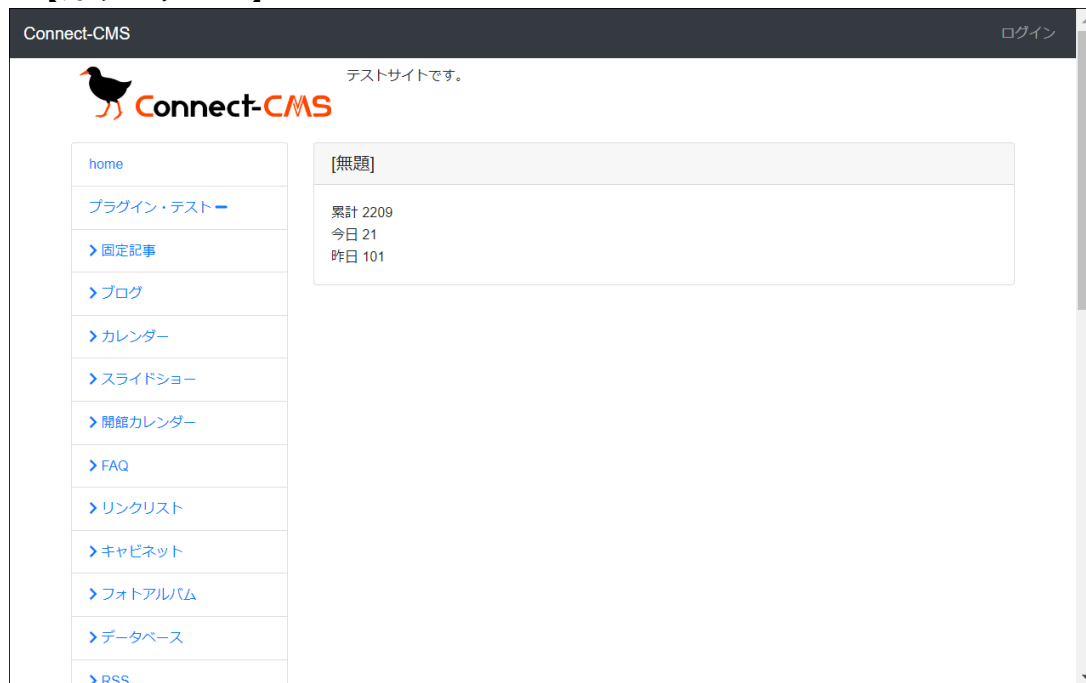 Connect-CMS
ログイン
Connect-CMS
テストサイトです。
home
プラグイン・テスト
固定記事
ブログ
カレンダー
スライドショー
開館カレンダー
FAQ
リンクリスト
キャビネット
フォトアルバム
データベース
RSS
[無題]
累計 2209
今日 21
昨日 101